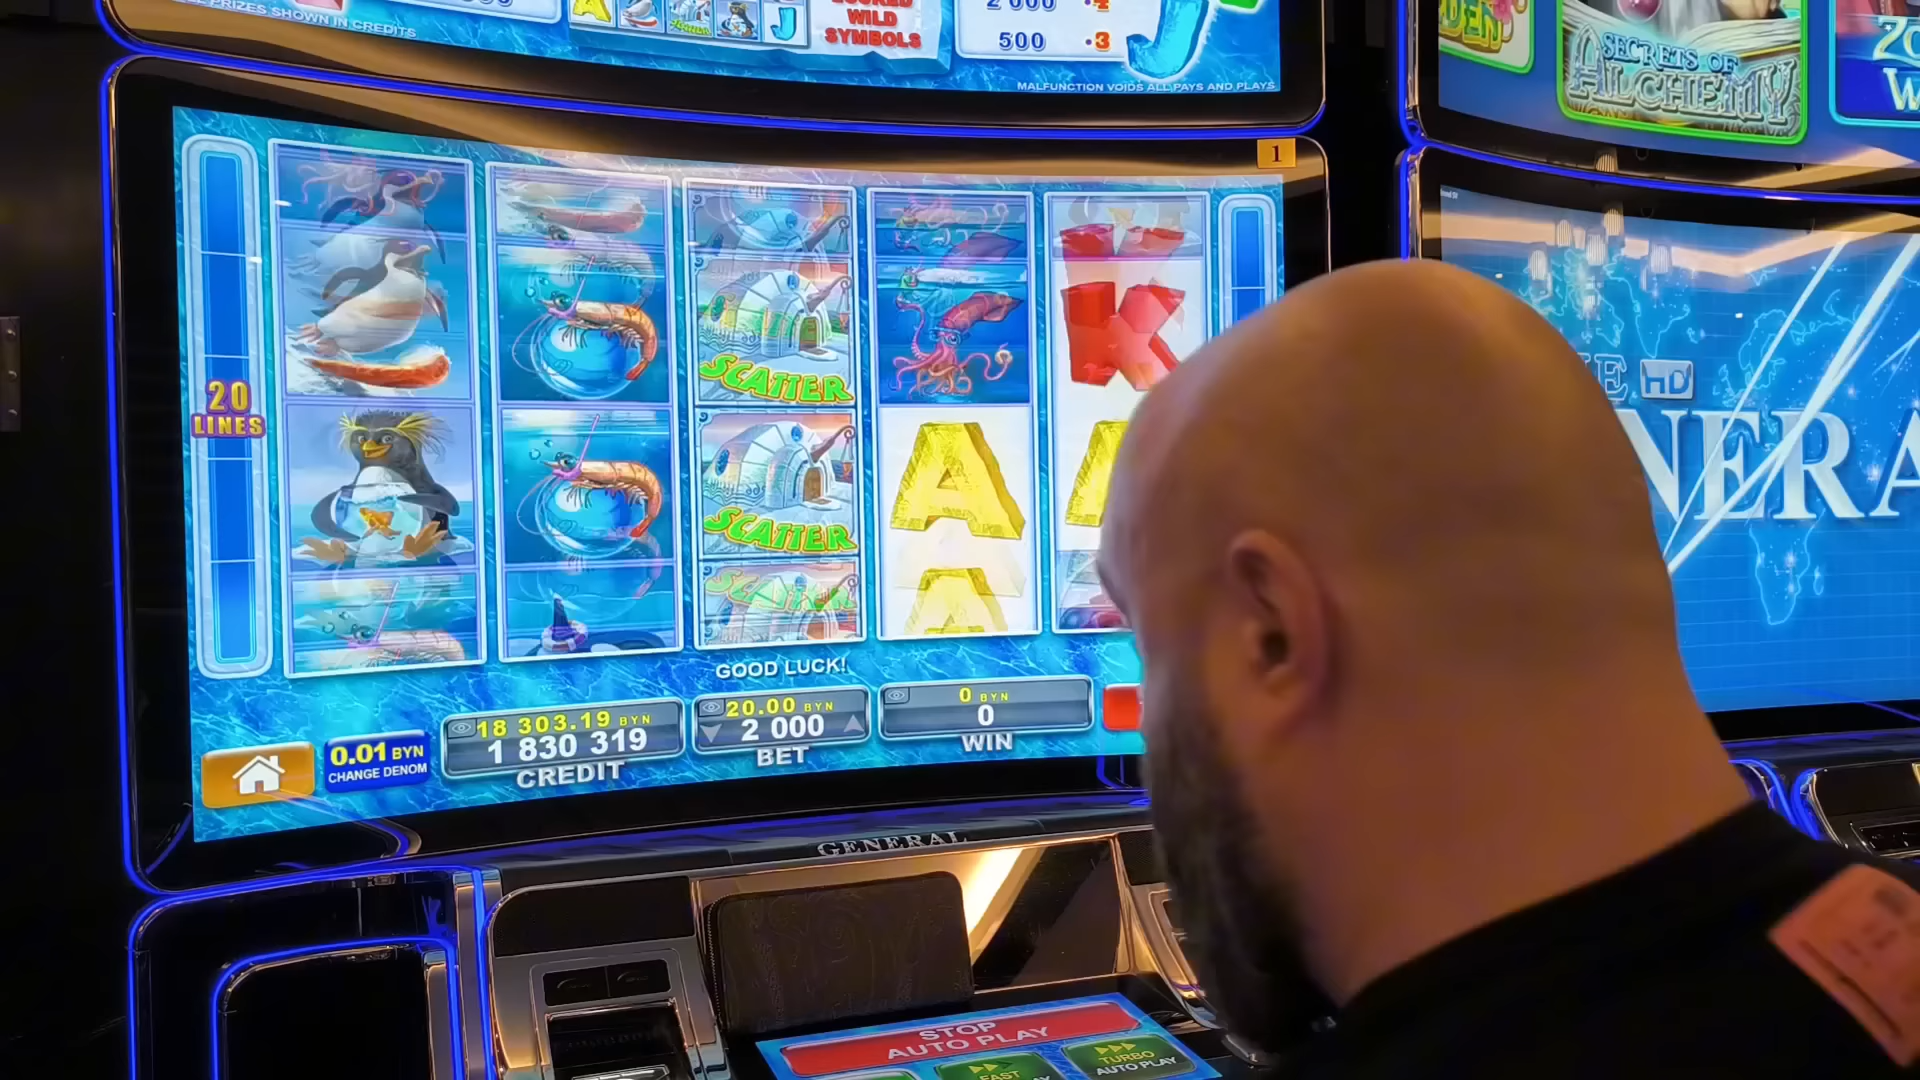 PRIZES SHOWN IN CREDITS
WILD
SYMBOLS
2 000 •4
500 •3
J
J
MALFUNCTION VOIDS ALL PAYS AND PLAYS
SECRETS OF
ALCHEMY
1
20
LINES
SCATTER
SCATTER
K
A
A
A
GOOD LUCK!
0.01 BYN
CHANGE DENOM
18 303.19 BYN
1 830 319
CREDIT
20.00 BYN
2 000
BET
0 BYN
0
WIN
HD
GENERAL
STOP
AUTO PLAY
FAST
TURBO
AUTO PLAY